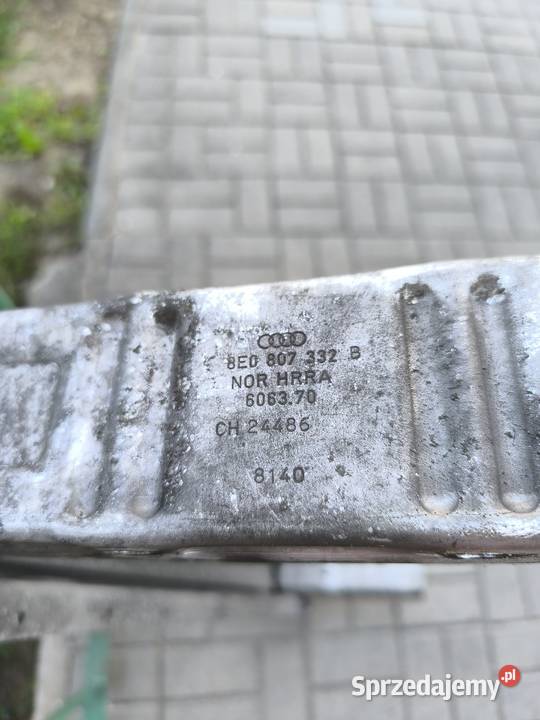 8E0 807 332 B
NOR HRRA
6063.70
CH 24486
8140
Sprzedajemy.pl